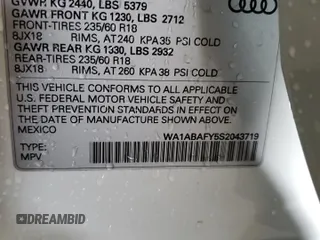 GVWR KG 2440, LBS 5379
GAWR FRONT KG 1230, LBS 2712
FRONT-TIRES 235/60 R18
8JX18 RIMS, AT 240 KPA 35 PSI COLD
GAWR REAR KG 1330, LBS 2932
REAR-TIRES 235/60 R18
8JX18 RIMS, AT 260 KPA 38 PSI COLD
THIS VEHICLE CONFORMS TO ALL APPLICABLE
U.S. FEDERAL MOTOR VEHICLE SAFETY AND
THEFT PREVENTION STANDARDS IN EFFECT ON
THE DATE OF MANUFACTURE SHOWN ABOVE.
MEXICO
WA1ABAFY5S2043719
TYPE:
MPV
DREAMBID